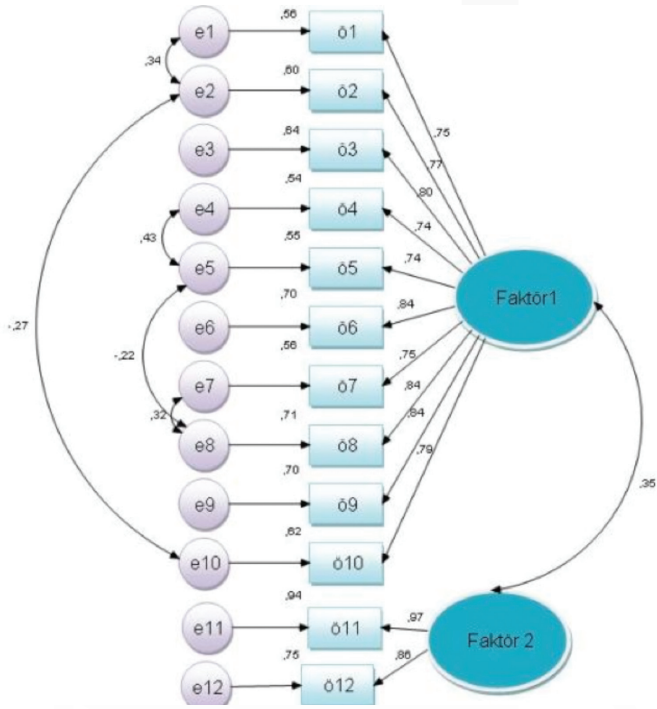 ,56
e1
ö1
,34
,60
e2
ö2
,75
,64
e3
ö3
,77
,54
,80
e4
ö4
,74
,43
,55
e5
ö5
,74
,70
Faktör1
e6
ö6
,84
-,27
,56
-,22
e7
ö7
,75
,84
,32
,71
,84
e8
ö8
,79
,70
,35
e9
ö9
,62
e10
ö10
,94
e11
ö11
,97
Faktör 2
,75
,86
e12
ö12